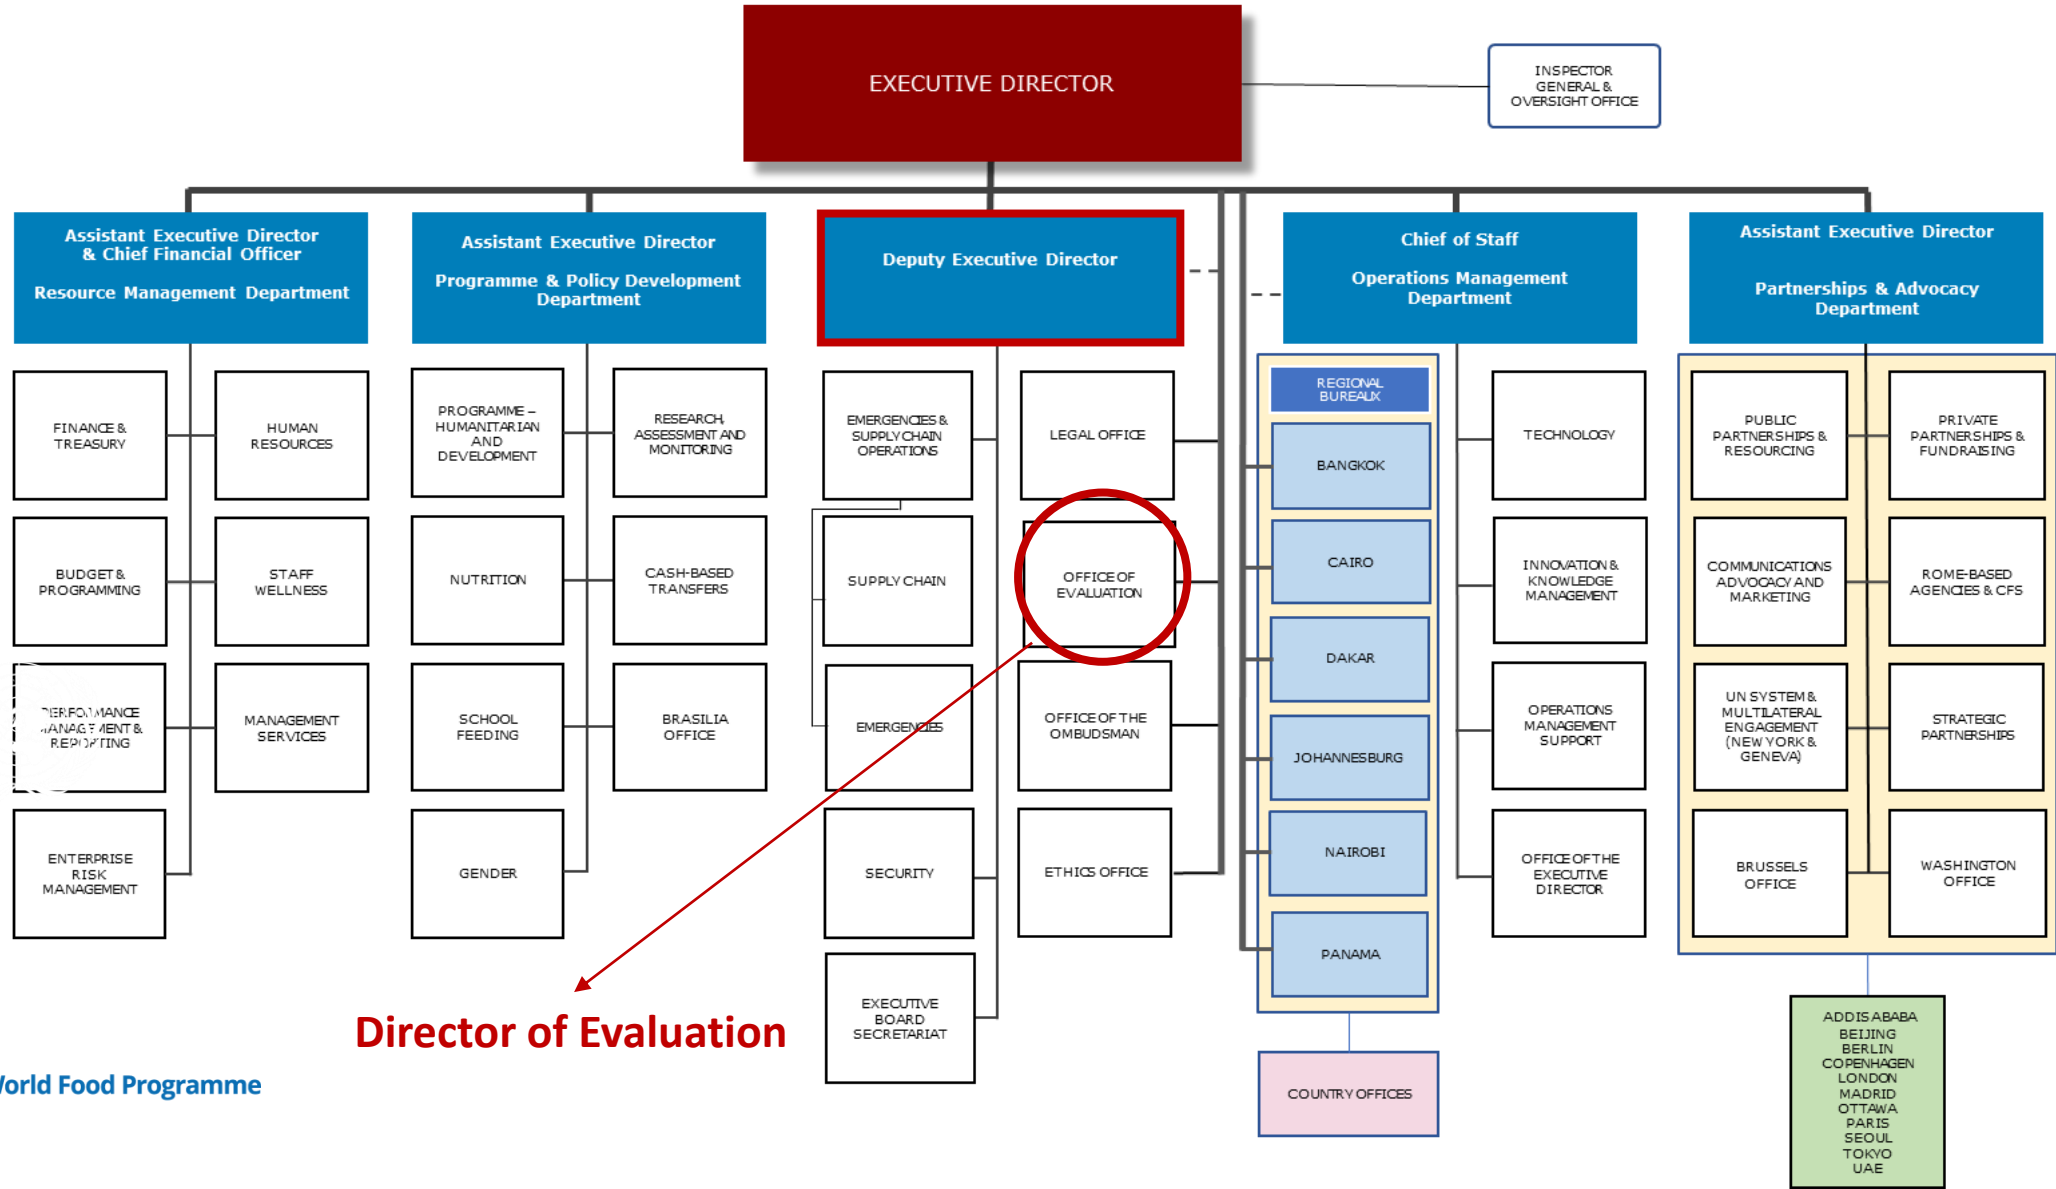 EXECUTIVE DIRECTOR
INSPECTOR
GENERAL &
OVERSIGHT OFFICE
Assistant Executive Director
& Chief Financial Officer
Resource Management Department
Assistant Executive Director
Programme & Policy Development
Department
Deputy Executive Director
Chief of Staff
Operations Management
Department
Assistant Executive Director
Partnerships & Advocacy
Department
FINANCE &
TREASURY
HUMAN
RESOURCES
BUDGET &
PROGRAMMING
STAFF
WELLNESS
PERFORMANCE
MANAGEMENT &
REPORTING
MANAGEMENT
SERVICES
ENTERPRISE
RISK
MANAGEMENT
PROGRAMME –
HUMANITARIAN
AND
DEVELOPMENT
RESEARCH,
ASSESSMENT AND
MONITORING
NUTRITION
CASH-BASED
TRANSFERS
SCHOOL
FEEDING
BRASILIA
OFFICE
GENDER
EMERGENCIES &
SUPPLY CHAIN
OPERATIONS
LEGAL OFFICE
SUPPLY CHAIN
OFFICE OF
EVALUATION
EMERGENCIES
OFFICE OF THE
OMBUDSMAN
SECURITY
ETHICS OFFICE
EXECUTIVE
BOARD
SECRETARIAT
REGIONAL
BUREAUX
BANGKOK
CAIRO
DAKAR
JOHANNESBURG
NAIROBI
PANAMA
COUNTRY OFFICES
TECHNOLOGY
INNOVATION &
KNOWLEDGE
MANAGEMENT
OPERATIONS
MANAGEMENT
SUPPORT
OFFICE OF THE
EXECUTIVE
DIRECTOR
PUBLIC
PARTNERSHIPS &
RESOURCING
PRIVATE
PARTNERSHIPS &
FUNDRAISING
COMMUNICATIONS
ADVOCACY AND
MARKETING
ROME-BASED
AGENCIES & CFS
UN SYSTEM &
MULTILATERAL
ENGAGEMENT
(NEW YORK &
GENEVA)
STRATEGIC
PARTNERSHIPS
BRUSSELS
OFFICE
WASHINGTON
OFFICE
ADDIS ABABA
BEIJING
BERLIN
COPENHAGEN
LONDON
MADRID
OTTAWA
PARIS
SEOUL
TOKYO
UAE
Director of Evaluation
World Food Programme